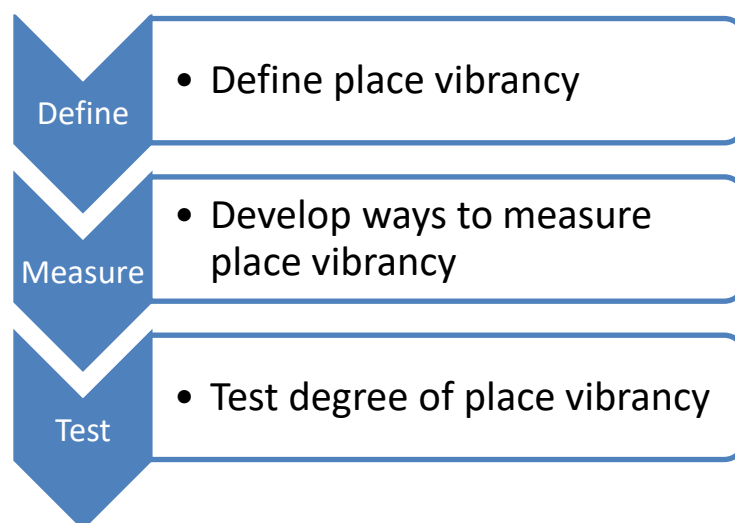 Define
• Define place vibrancy
Measure
• Develop ways to measure
place vibrancy
Test
• Test degree of place vibrancy